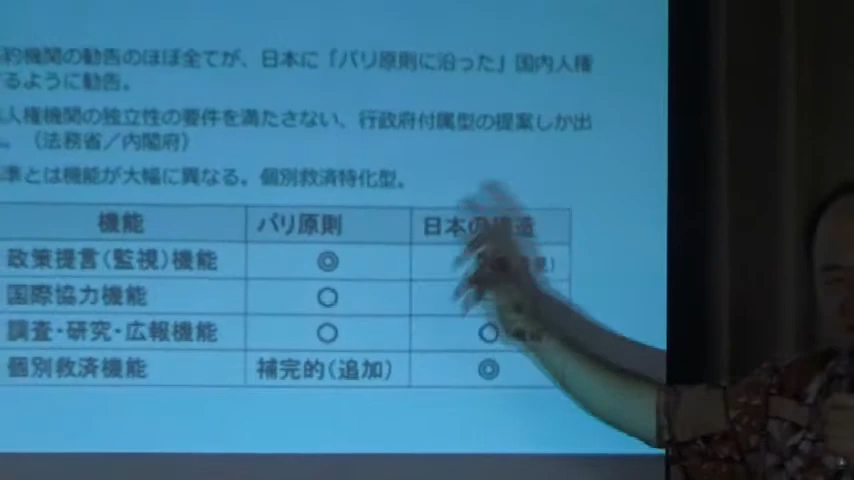 約機関の勧告のほぼ全てが、日本に「パリ原則に沿った」国内人権
るように勧告。
人権機関の独立性の要件を満たさない、行政府付属型の提案しか出
。（法務省／内閣府）
準とは機能が大幅に異なる。個別救済特化型。
機能 パリ原則 日本の構造
政策提言(監視)機能 ◎
国際協力機能 ○
調査・研究・広報機能 ○ ○
個別救済機能 補完的(追加) ◎